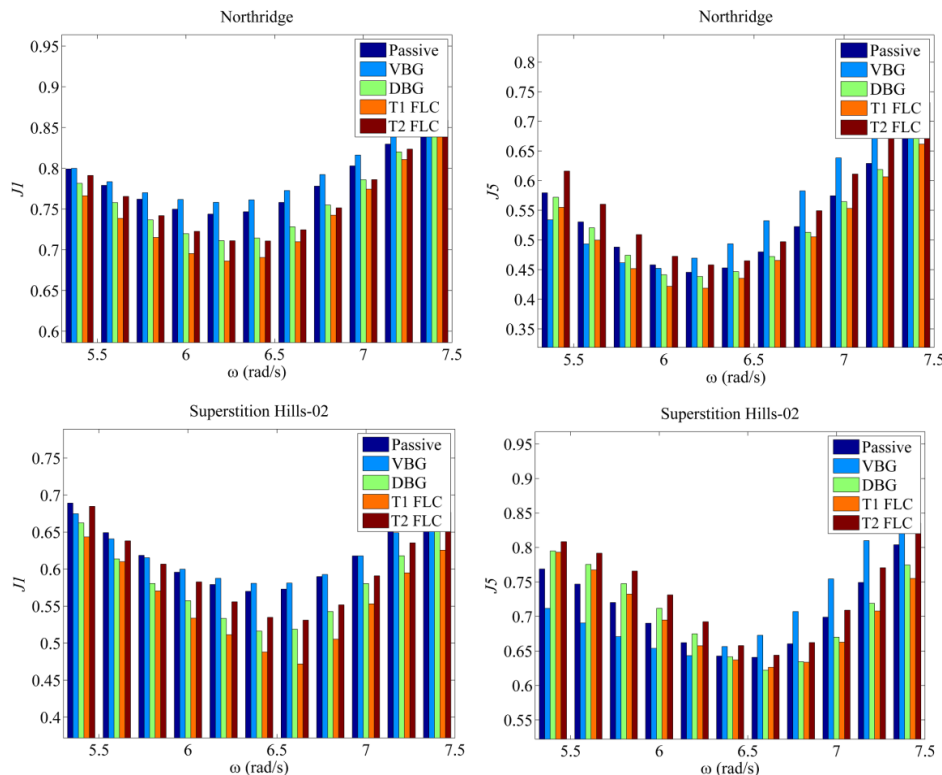 Northridge
0.95
0.9
0.85
0.8
0.75
0.7
0.65
0.6
J1
5.5 6 6.5 7 7.5
ω (rad/s)
Passive
VBG
DBG
T1 FLC
T2 FLC
Northridge
0.8
0.75
0.7
0.65
0.6
0.55
0.5
0.45
0.4
0.35
J5
5.5 6 6.5 7 7.5
ω (rad/s)
Passive
VBG
DBG
T1 FLC
T2 FLC
Superstition Hills-02
0.75
0.7
0.65
0.6
0.55
0.5
0.45
0.4
J1
5.5 6 6.5 7 7.5
ω (rad/s)
Passive
VBG
DBG
T1 FLC
T2 FLC
Superstition Hills-02
0.95
0.9
0.85
0.8
0.75
0.7
0.65
0.6
0.55
J5
5.5 6 6.5 7 7.5
ω (rad/s)
Passive
VBG
DBG
T1 FLC
T2 FLC